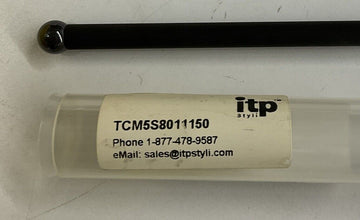 itp
Styli
TCM5S8011150
Phone 1-877-478-9587
eMail: sales@itpstyli.com